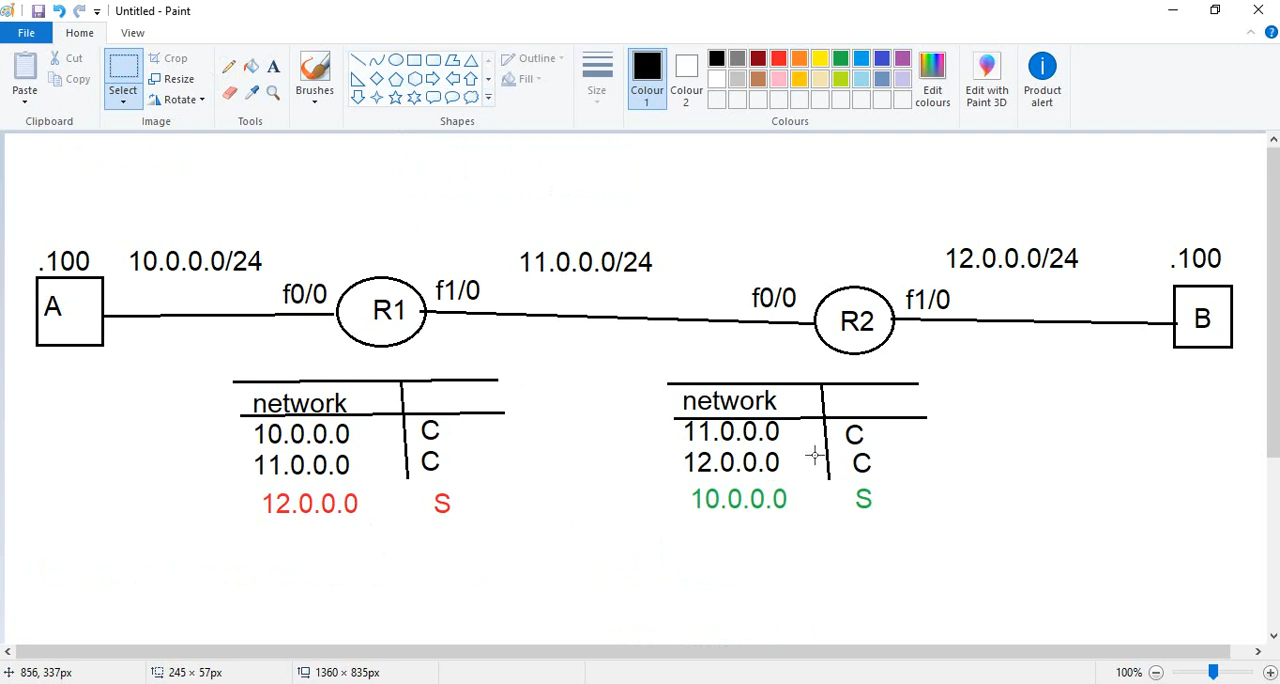 Untitled - Paint
File Home View
Paste
Cut
Copy
Clipboard
Select
Crop
Resize
Rotate
Image
Tools
Brushes
Shapes
Outline
Fill
Size
Colour 1
Colour 2
Edit colours
Colours
Edit with Paint 3D
Product alert
.100 10.0.0.0/24 11.0.0.0/24 12.0.0.0/24 .100
A f0/0 R1 f1/0 f0/0 R2 f1/0 B
network
10.0.0.0 C
11.0.0.0 C
12.0.0.0 S
network
11.0.0.0 C
12.0.0.0 C
10.0.0.0 S
856, 337px 245 × 57px 1360 × 835px 100%